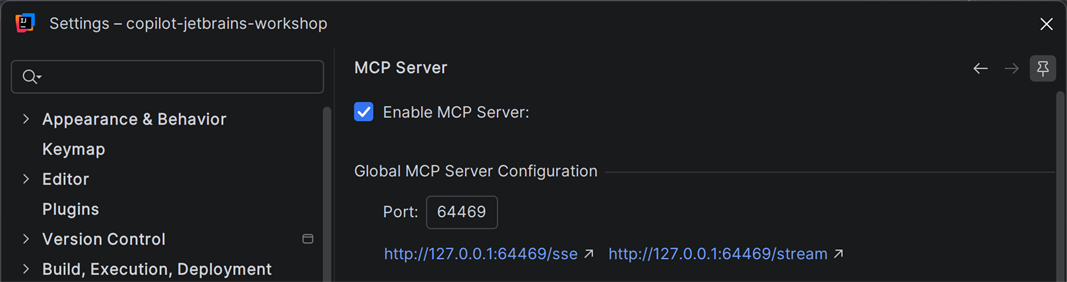 Settings – copilot-jetbrains-workshop
MCP Server
Enable MCP Server:
Appearance & Behavior
Keymap
Editor
Plugins
Version Control
Build, Execution, Deployment
Global MCP Server Configuration
Port: 64469
http://127.0.0.1:64469/sse ↗ http://127.0.0.1:64469/stream ↗